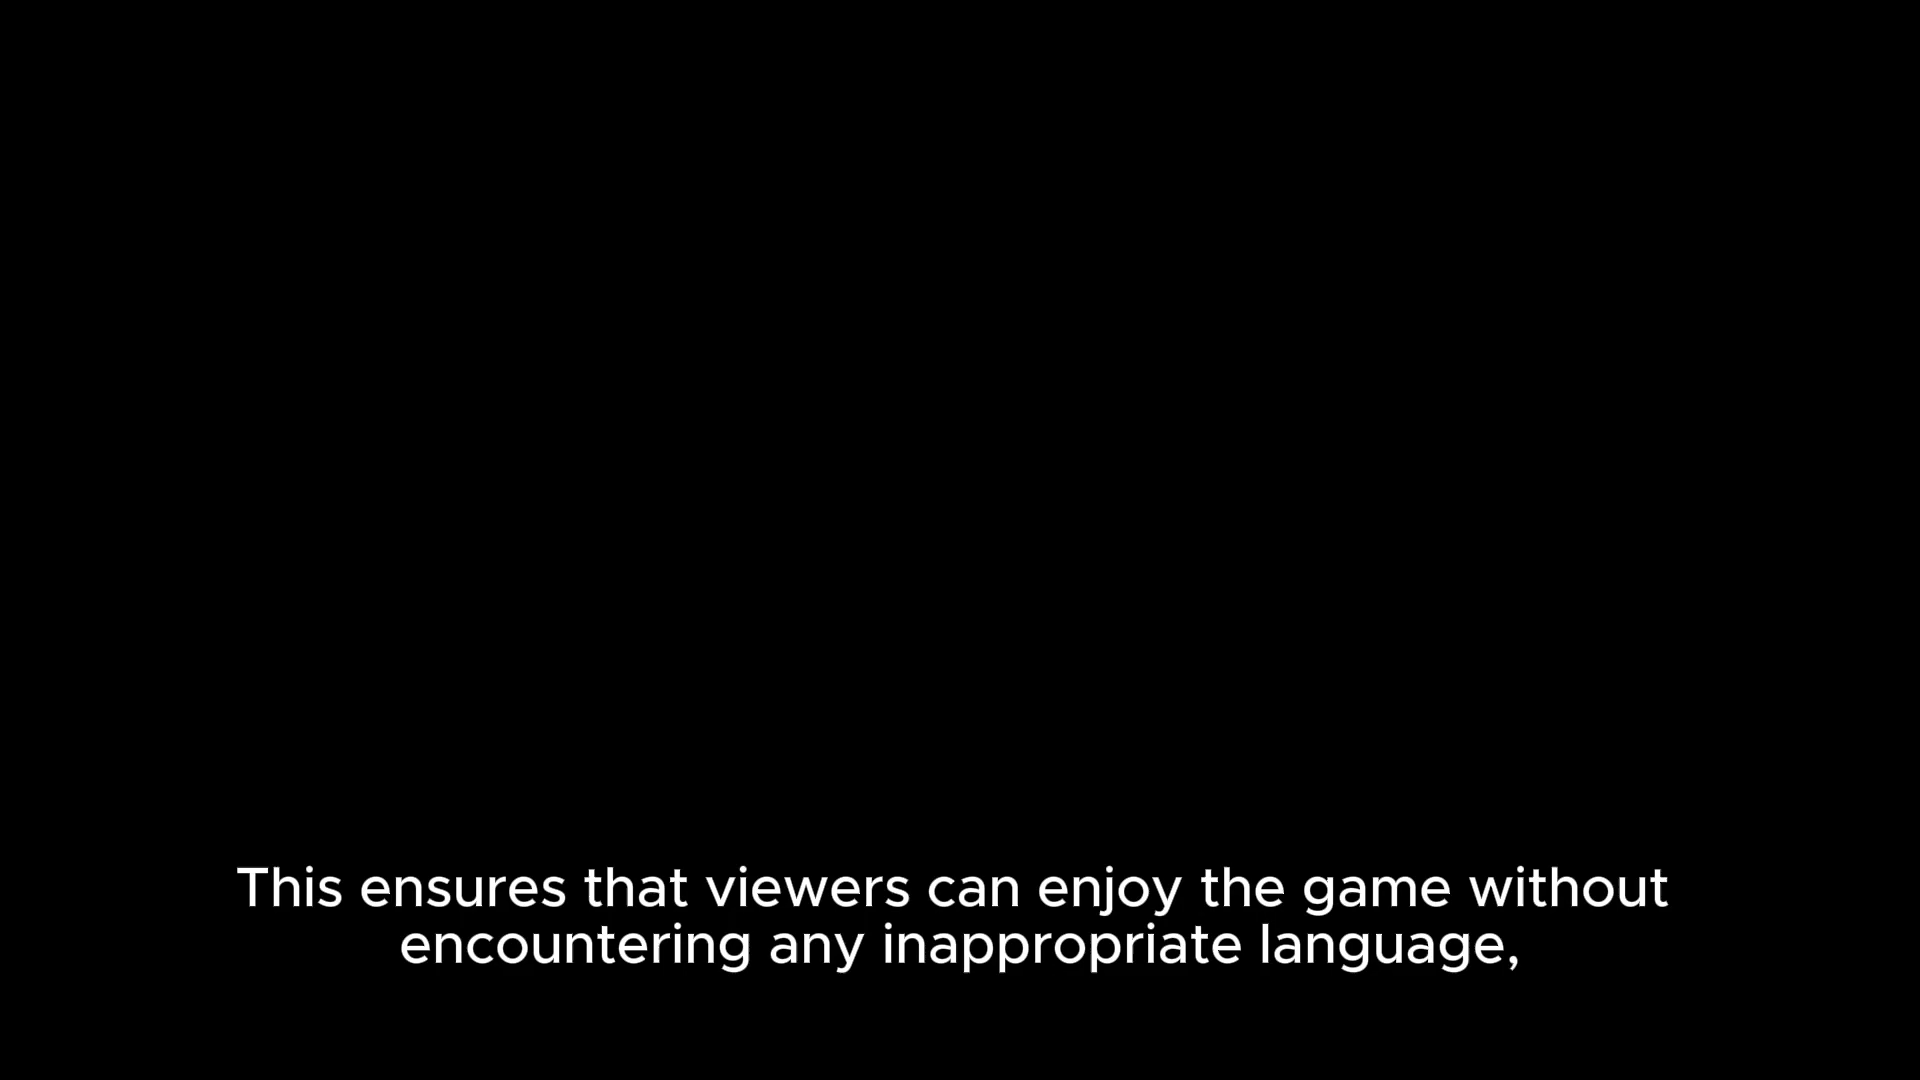 This ensures that viewers can enjoy the game without
encountering any inappropriate language,